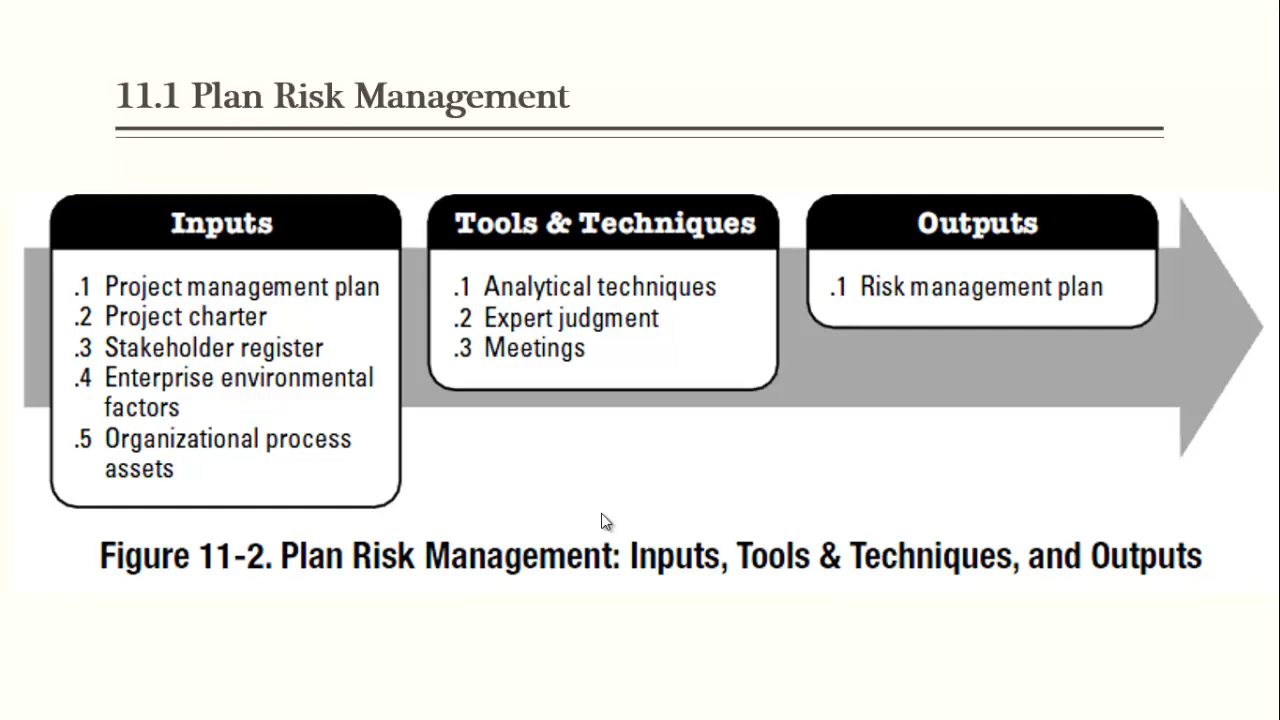 11.1 Plan Risk Management
Inputs
.1 Project management plan
.2 Project charter
.3 Stakeholder register
.4 Enterprise environmental
factors
.5 Organizational process
assets
Tools & Techniques
.1 Analytical techniques
.2 Expert judgment
.3 Meetings
Outputs
.1 Risk management plan
Figure 11-2. Plan Risk Management: Inputs, Tools & Techniques, and Outputs